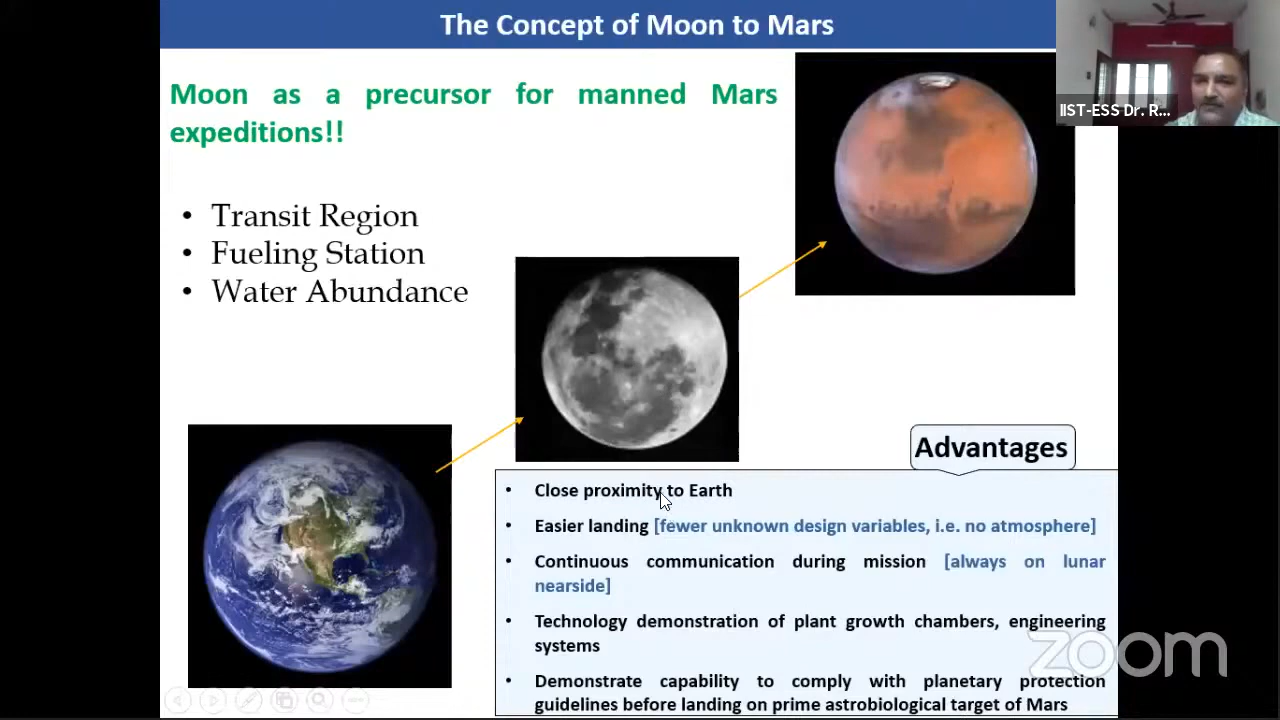 The Concept of Moon to Mars
IIST-ESS Dr. R...
Moon as a precursor for manned Mars
expeditions!!
• Transit Region
• Fueling Station
• Water Abundance
Advantages
• Close proximity to Earth
• Easier landing [fewer unknown design variables, i.e. no atmosphere]
• Continuous communication during mission [always on lunar
nearside]
• Technology demonstration of plant growth chambers, engineering
systems
• Demonstrate capability to comply with planetary protection
guidelines before landing on prime astrobiological target of Mars
zoom